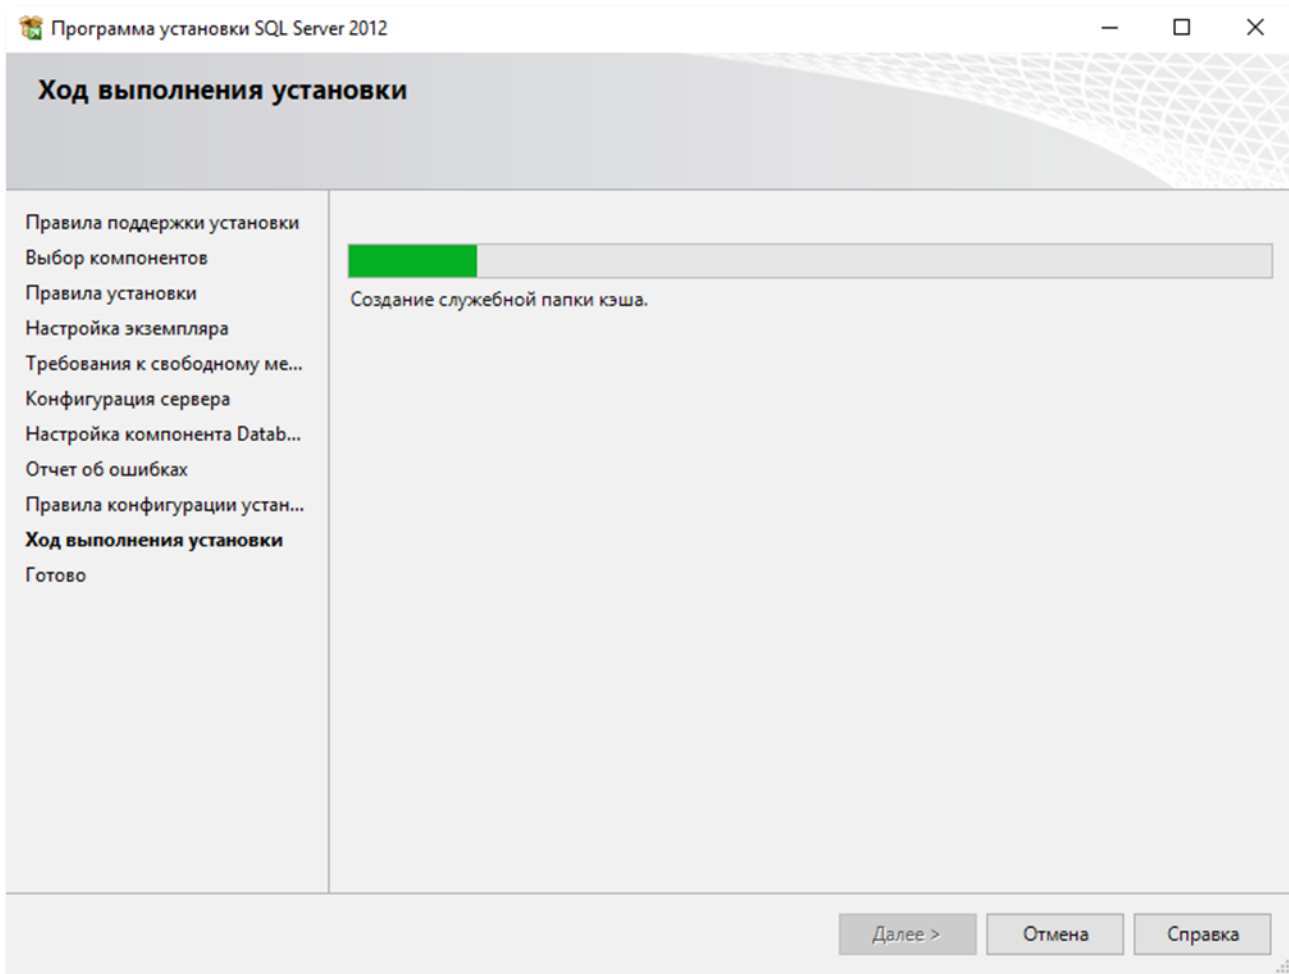 Программа установки SQL Server 2012
Ход выполнения установки
Правила поддержки установки
Выбор компонентов
Правила установки
Настройка экземпляра
Требования к свободному ме...
Конфигурация сервера
Настройка компонента Datab...
Отчет об ошибках
Правила конфигурации устан...
Ход выполнения установки
Готово
Создание служебной папки кэша.
Далее >
Отмена
Справка